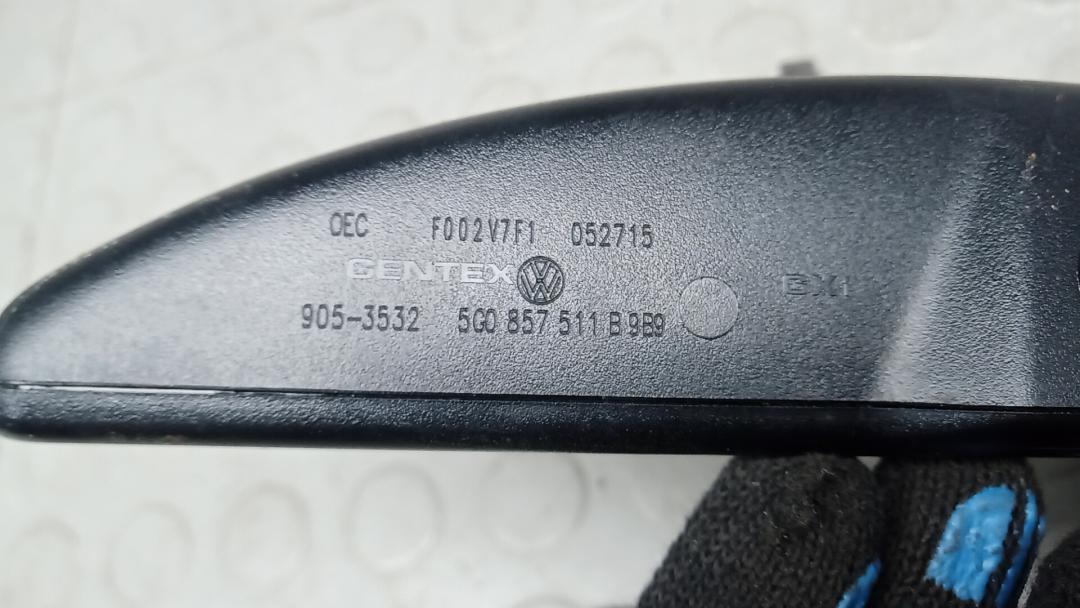 OEC F002V7F1 052715
GENTEX
905-3532 5G0 857 511 B 9B9